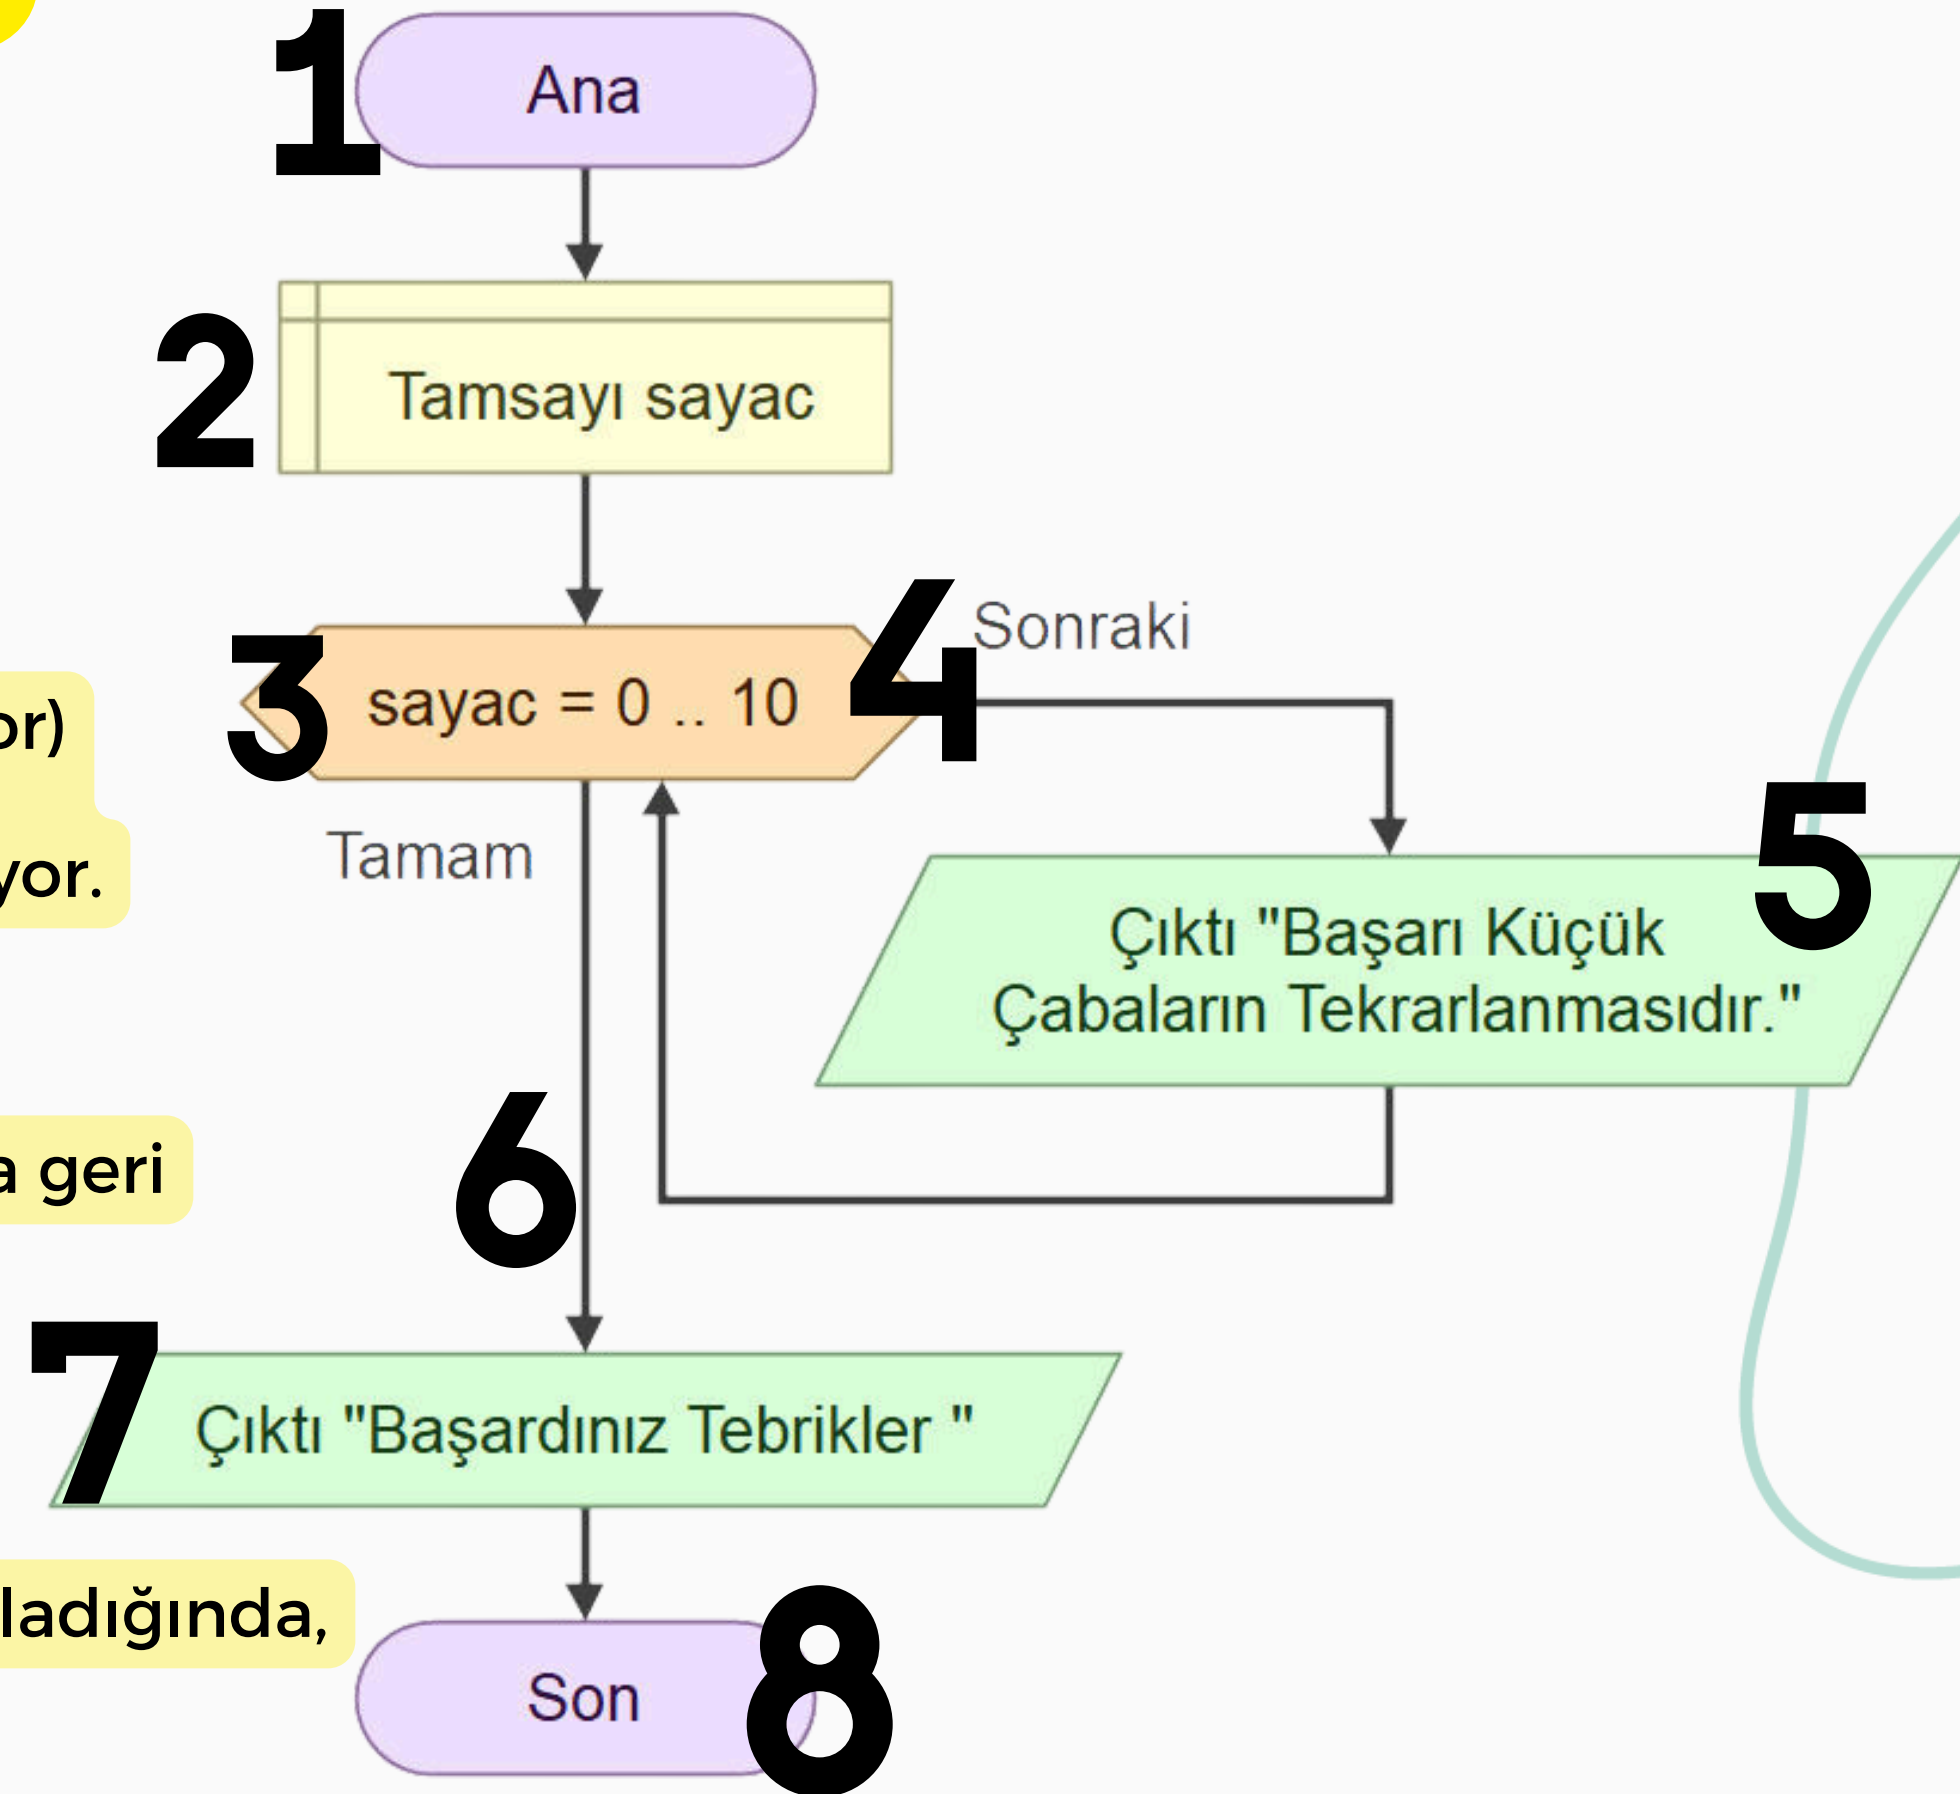 1
Ana
2
Tamsayı sayac
3
sayac = 0 .. 10
4
Sonraki
or)
5
Tamam
yor.
Çıktı "Başarı Küçük
Çabaların Tekrarlanmasıdır."
6
a geri
7
Çıktı "Başardınız Tebrikler "
ladığında,
Son
8